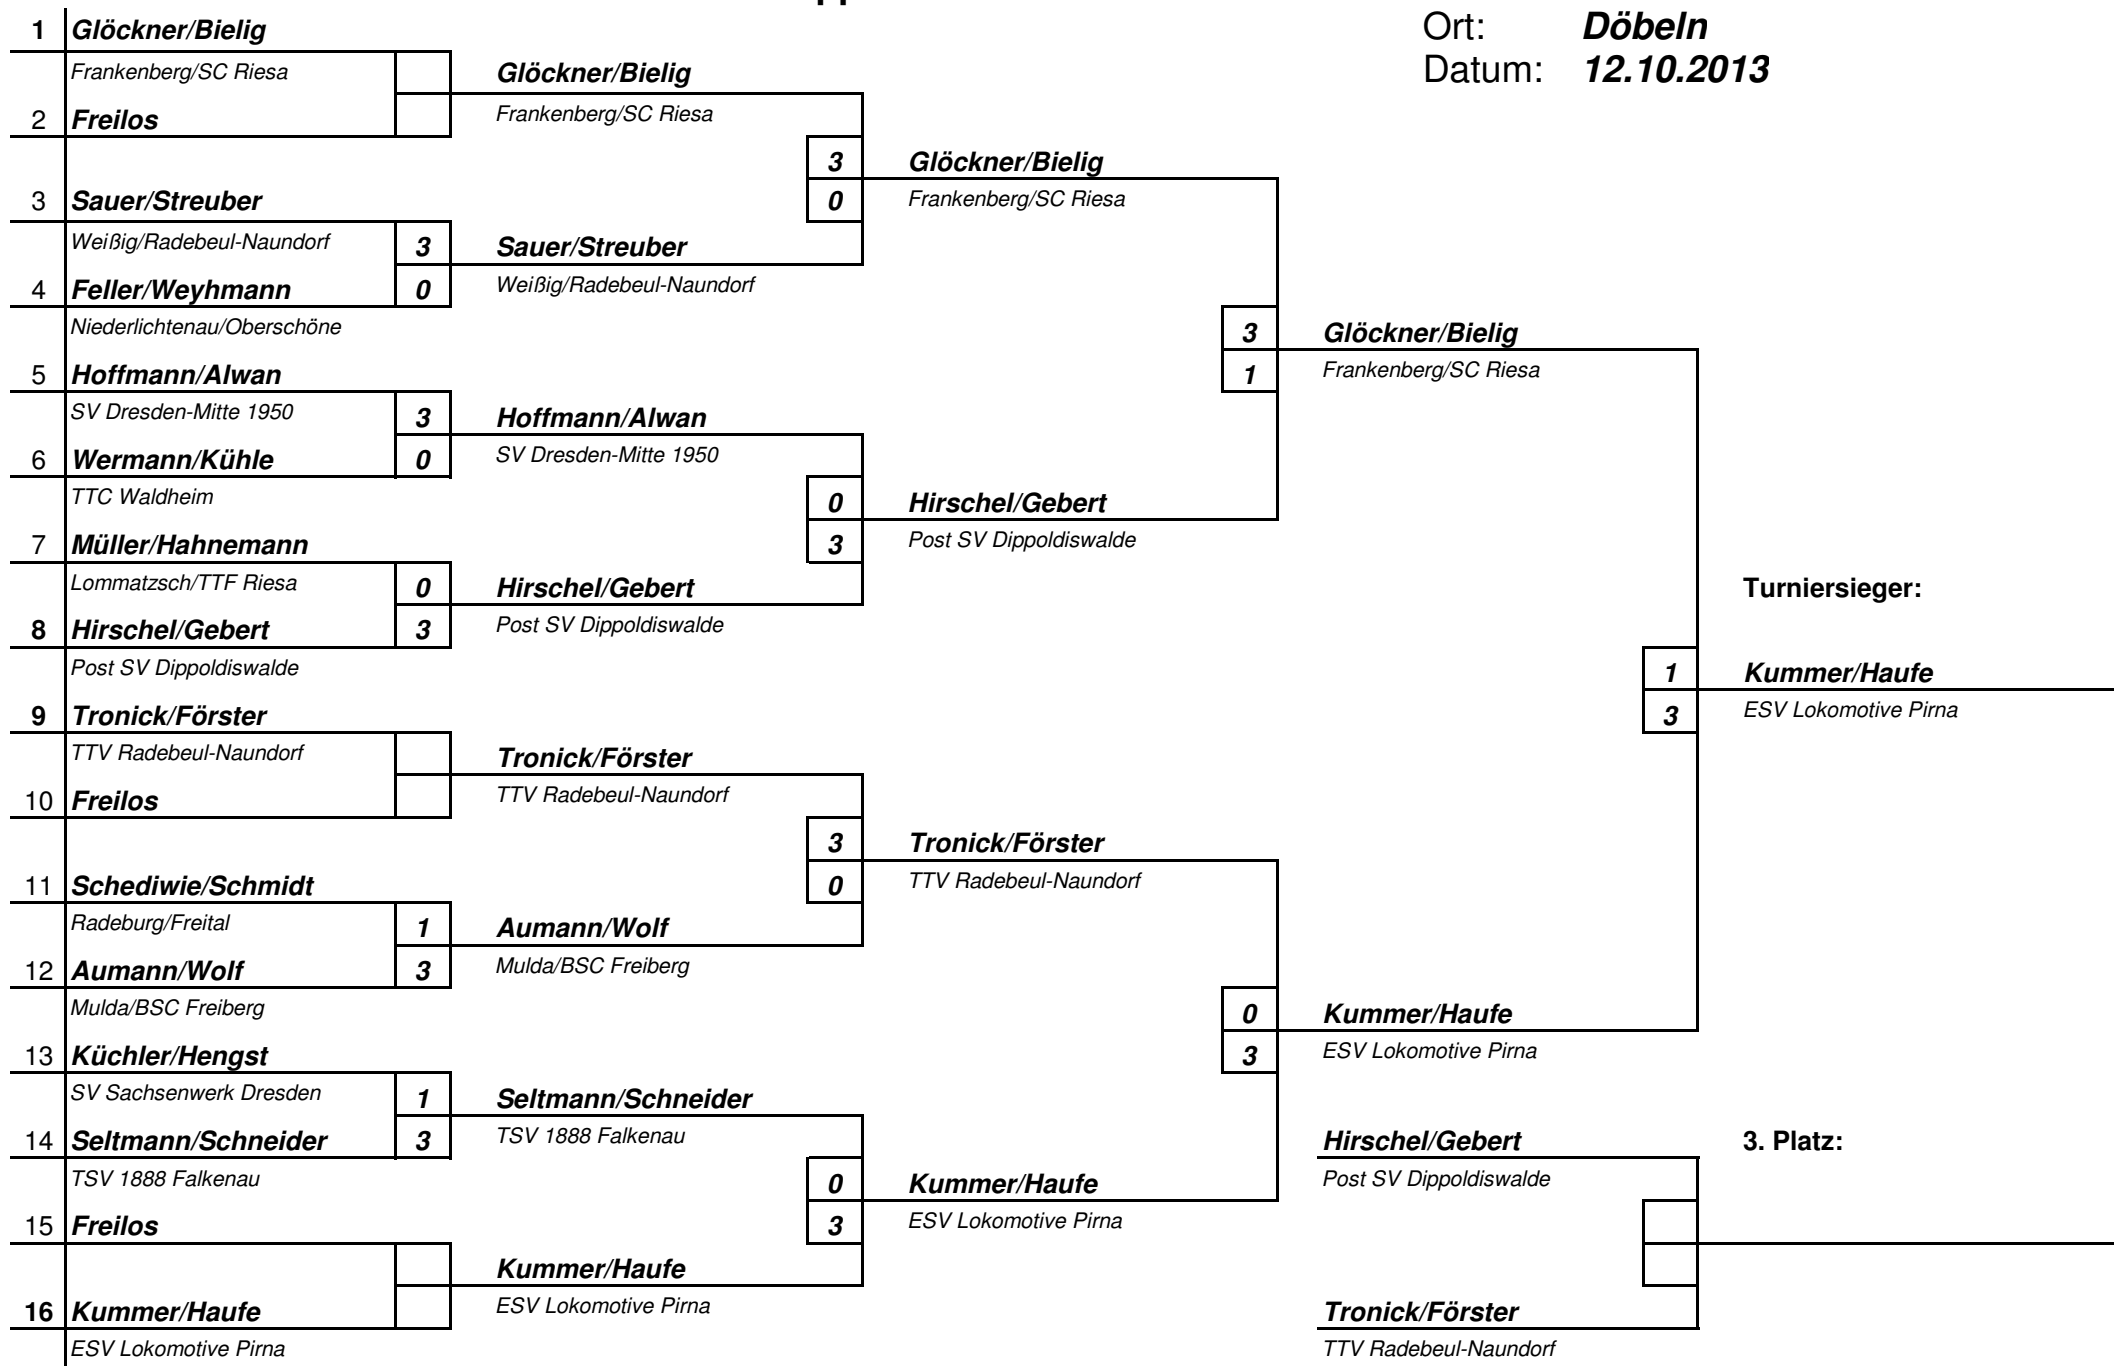 Ort: Döbeln
Datum: 12.10.2013
1 Glöckner/Bielig
Frankenberg/SC Riesa
2 Freilos
3 Sauer/Streuber
Weißig/Radebeul-Naundorf 3
4 Feller/Weyhmann 0
Niederlichtenau/Oberschöne
5 Hoffmann/Alwan
SV Dresden-Mitte 1950 3
6 Wermann/Kühle 0
TTC Waldheim
7 Müller/Hahnemann
Lommatzsch/TTF Riesa 0
8 Hirschel/Gebert 3
Post SV Dippoldiswalde
9 Tronick/Förster
TTV Radebeul-Naundorf
10 Freilos
11 Schediwie/Schmidt
Radeburg/Freital 1
12 Aumann/Wolf 3
Mulda/BSC Freiberg
13 Küchler/Hengst
SV Sachsenwerk Dresden 1
14 Seltmann/Schneider 3
TSV 1888 Falkenau
15 Freilos
16 Kummer/Haufe
ESV Lokomotive Pirna
Glöckner/Bielig
Frankenberg/SC Riesa
3
0
Sauer/Streuber
Weißig/Radebeul-Naundorf
Hoffmann/Alwan
SV Dresden-Mitte 1950
0
3
Hirschel/Gebert
Post SV Dippoldiswalde
Tronick/Förster
TTV Radebeul-Naundorf
3
0
Aumann/Wolf
Mulda/BSC Freiberg
Seltmann/Schneider
TSV 1888 Falkenau
0
3
Kummer/Haufe
ESV Lokomotive Pirna
Glöckner/Bielig
Frankenberg/SC Riesa
3
1
Hirschel/Gebert
Post SV Dippoldiswalde
Tronick/Förster
TTV Radebeul-Naundorf
0
3
Kummer/Haufe
ESV Lokomotive Pirna
Glöckner/Bielig
Frankenberg/SC Riesa
1
3
Kummer/Haufe
ESV Lokomotive Pirna
Turniersieger:
Kummer/Haufe
ESV Lokomotive Pirna
Hirschel/Gebert
Post SV Dippoldiswalde
3. Platz:
Tronick/Förster
TTV Radebeul-Naundorf